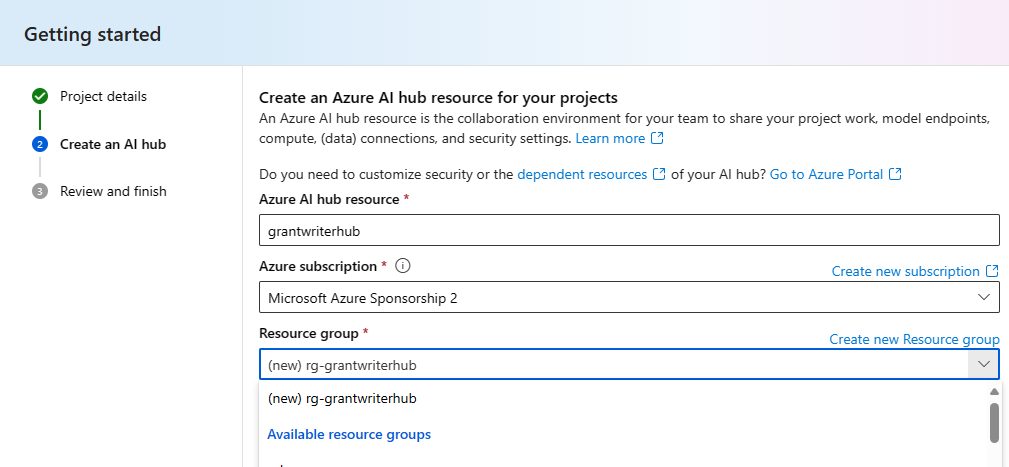 Getting started
Project details
2 Create an AI hub
3 Review and finish
Create an Azure AI hub resource for your projects
An Azure AI hub resource is the collaboration environment for your team to share your project work, model endpoints,
compute, (data) connections, and security settings. Learn more
Do you need to customize security or the dependent resources of your AI hub? Go to Azure Portal
Azure AI hub resource *
grantwriterhub
Azure subscription *
Create new subscription
Microsoft Azure Sponsorship 2
Resource group *
Create new Resource group
(new) rg-grantwriterhub
(new) rg-grantwriterhub
Available resource groups